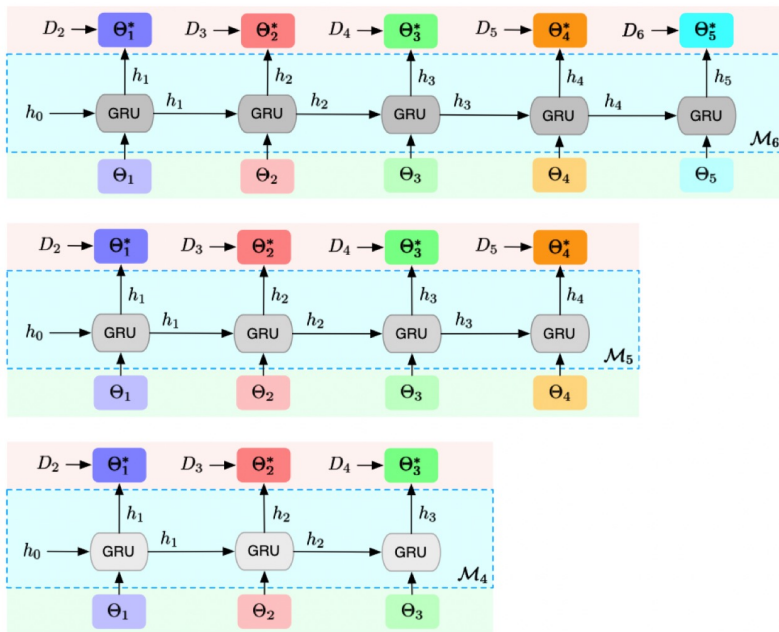 D₂ Θ₁* D₃ Θ₂* D₄ Θ₃* D₅ Θ₄* D₆ Θ₅*
h₁ h₂ h₃ h₄ h₅
h₀ GRU h₁ GRU h₂ GRU h₃ GRU h₄ GRU
ℳ₆
Θ₁ Θ₂ Θ₃ Θ₄ Θ₅
D₂ Θ₁* D₃ Θ₂* D₄ Θ₃* D₅ Θ₄*
h₁ h₂ h₃ h₄
h₀ GRU h₁ GRU h₂ GRU h₃ GRU
ℳ₅
Θ₁ Θ₂ Θ₃ Θ₄
D₂ Θ₁* D₃ Θ₂* D₄ Θ₃*
h₁ h₂ h₃
h₀ GRU h₁ GRU h₂ GRU
ℳ₄
Θ₁ Θ₂ Θ₃